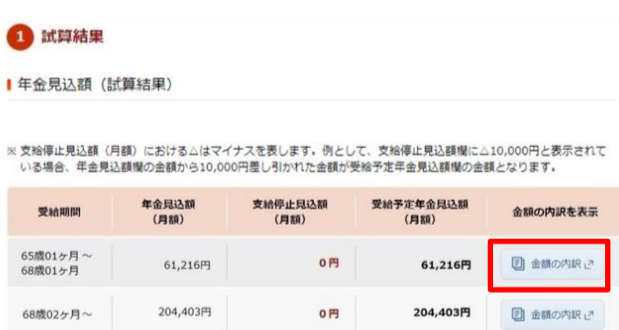 1 試算結果
年金見込額（試算結果）
※ 支給停止見込額（月額）における△はマイナスを表します。例として、支給停止見込額欄に△10,000円と表示されて
いる場合、年金見込額欄の金額から10,000円差し引かれた金額が受給予定年金見込額欄の金額となります。
受給期間 年金見込額（月額） 支給停止見込額（月額） 受給予定年金見込額（月額） 金額の内訳を表示
65歳01ヶ月～
68歳01ヶ月 61,216円 0円 61,216円 金額の内訳
68歳02ヶ月～ 204,403円 0円 204,403円 金額の内訳